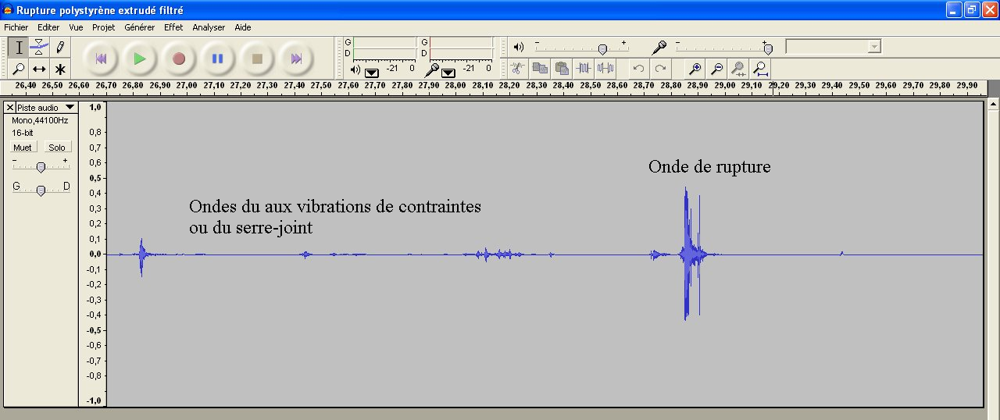 Rupture polystyrène extrudé filtré
Fichier Editer Vue Projet Générer Effet Analyser Aide
G
D
-21 0
G
D
-21 0
- +
- +
26,40 26,50 26,60 26,70 26,80 26,90 27,00 27,10 27,20 27,30 27,40 27,50 27,60 27,70 27,80 27,90 28,00 28,10 28,20 28,30 28,40 28,50 28,60 28,70 28,80 28,90 29,00 29,10 29,20 29,30 29,40 29,50 29,60 29,70 29,80 29,90
Piste audio
Mono,44100Hz
16-bit
Muet Solo
- +
G D
1,0
0,8
0,7
0,6
0,5
0,4
0,3
0,2
0,1
0,0
-0,1
-0,2
-0,3
-0,4
-0,5
-0,6
-0,7
-0,8
-1,0
Onde de rupture
Ondes du aux vibrations de contraintes
ou du serre-joint